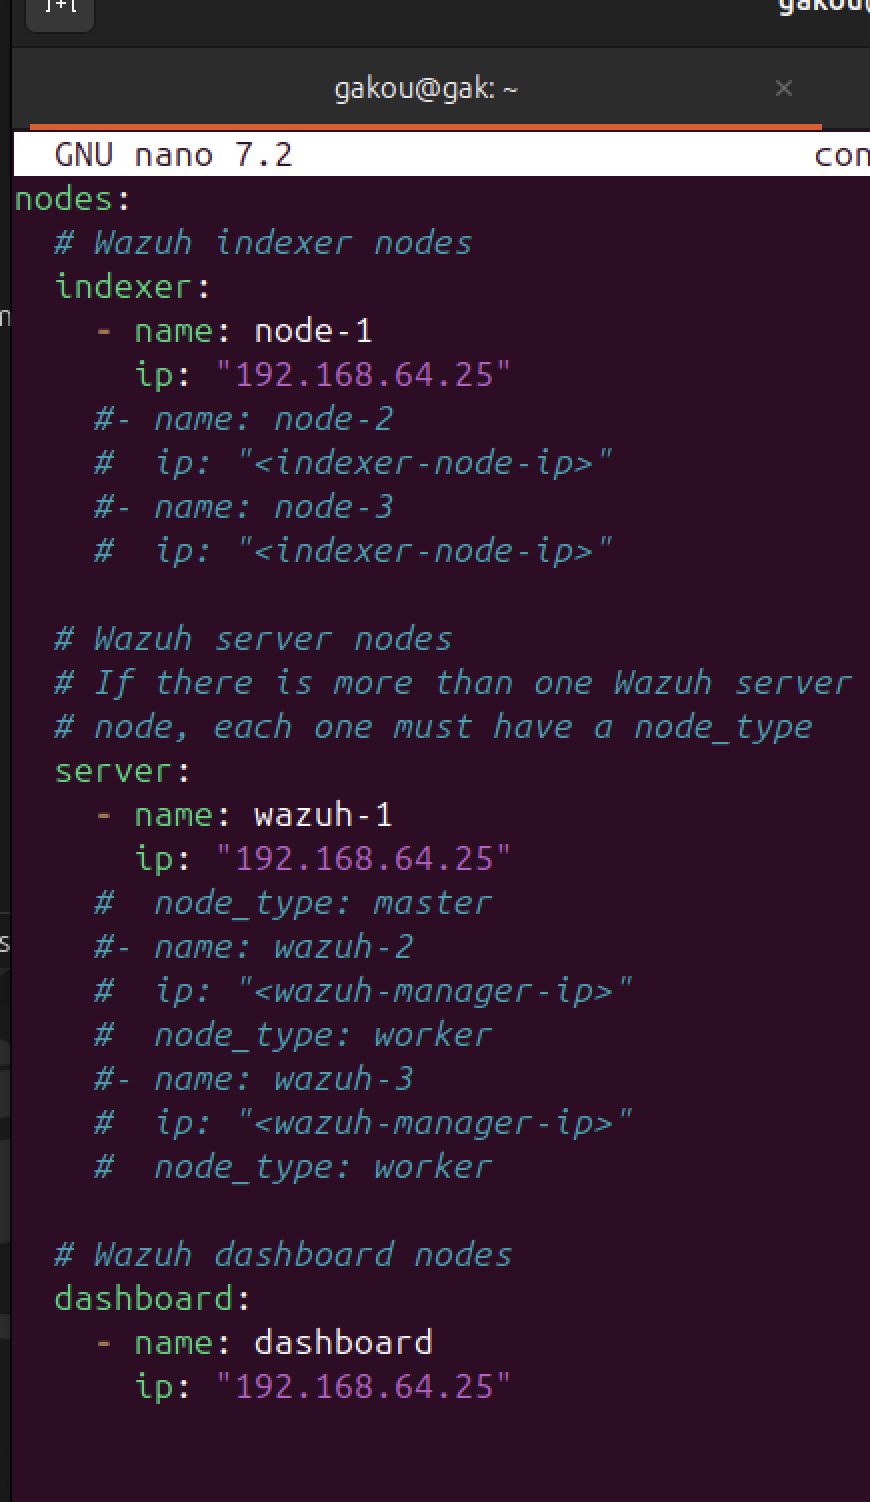 gakou@gak: ~ ×
GNU nano 7.2 con
nodes:
  # Wazuh indexer nodes
  indexer:
    - name: node-1
      ip: "192.168.64.25"
    #- name: node-2
    #  ip: "<indexer-node-ip>"
    #- name: node-3
    #  ip: "<indexer-node-ip>"

  # Wazuh server nodes
  # If there is more than one Wazuh server
  # node, each one must have a node_type
  server:
    - name: wazuh-1
      ip: "192.168.64.25"
    #  node_type: master
    #- name: wazuh-2
    #  ip: "<wazuh-manager-ip>"
    #  node_type: worker
    #- name: wazuh-3
    #  ip: "<wazuh-manager-ip>"
    #  node_type: worker

  # Wazuh dashboard nodes
  dashboard:
    - name: dashboard
      ip: "192.168.64.25"